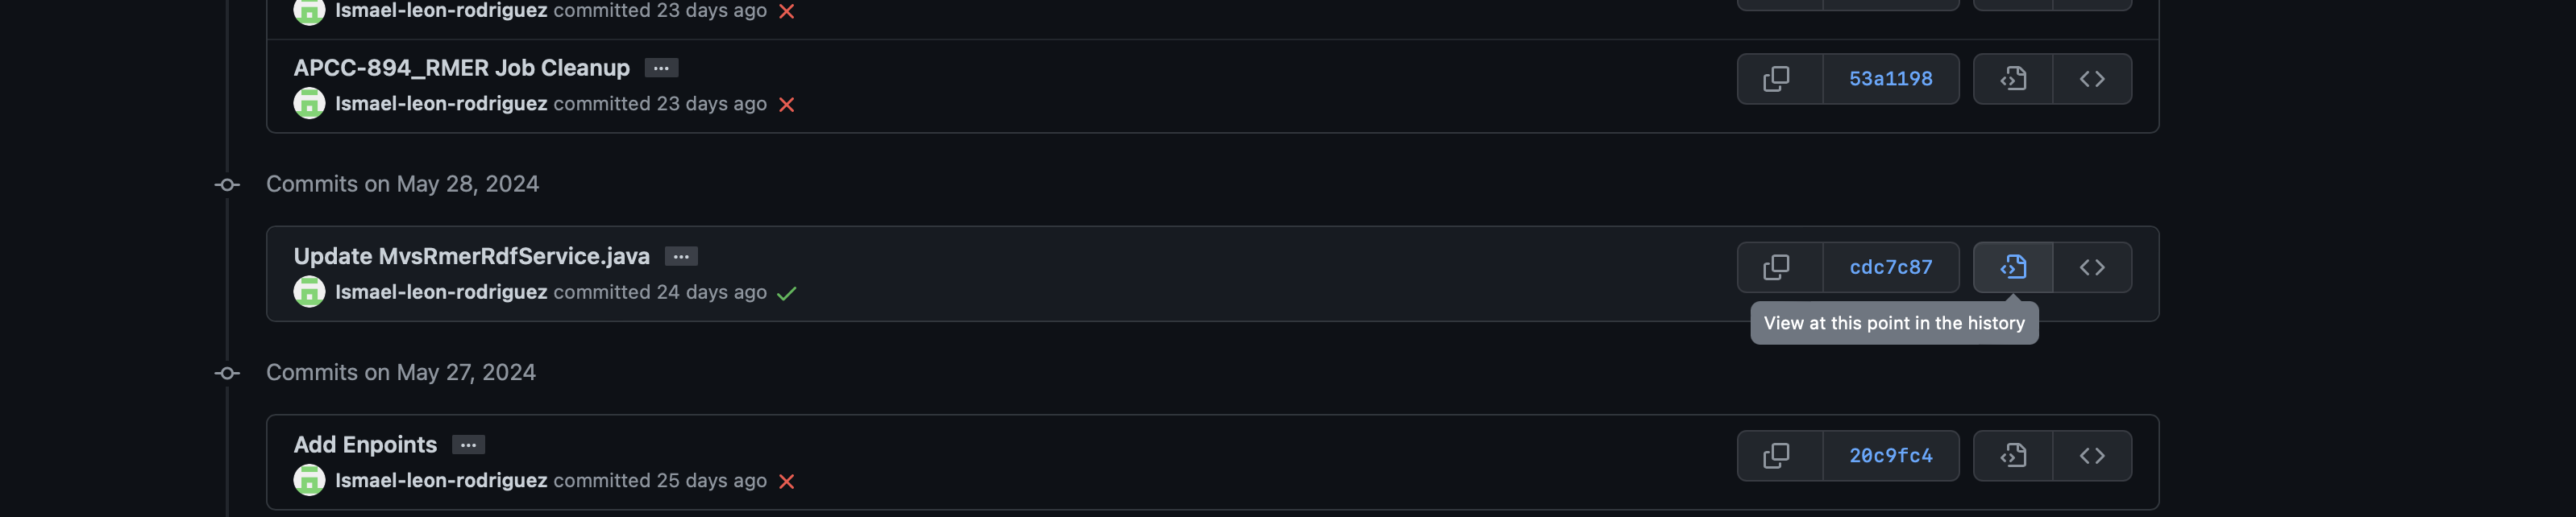 Ismael-leon-rodriguez committed 23 days ago
APCC-894_RMER Job Cleanup ...
53a1198
Ismael-leon-rodriguez committed 23 days ago
Commits on May 28, 2024
Update MvsRmerRdfService.java ...
cdc7c87
Ismael-leon-rodriguez committed 24 days ago
View at this point in the history
Commits on May 27, 2024
Add Enpoints ...
20c9fc4
Ismael-leon-rodriguez committed 25 days ago